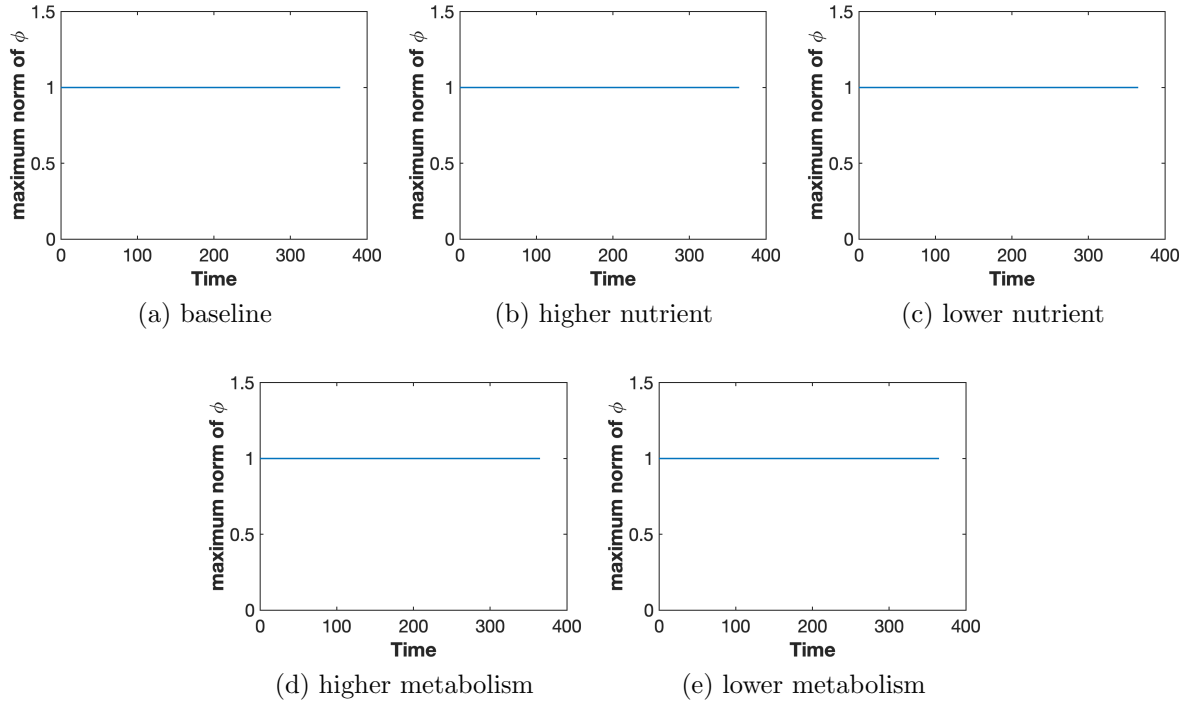 maximum norm of ϕ
1.5
1
0.5
0
0 100 200 300 400
Time
(a) baseline
maximum norm of ϕ
1.5
1
0.5
0
0 100 200 300 400
Time
(b) higher nutrient
maximum norm of ϕ
1.5
1
0.5
0
0 100 200 300 400
Time
(c) lower nutrient
maximum norm of ϕ
1.5
1
0.5
0
0 100 200 300 400
Time
(d) higher metabolism
maximum norm of ϕ
1.5
1
0.5
0
0 100 200 300 400
Time
(e) lower metabolism